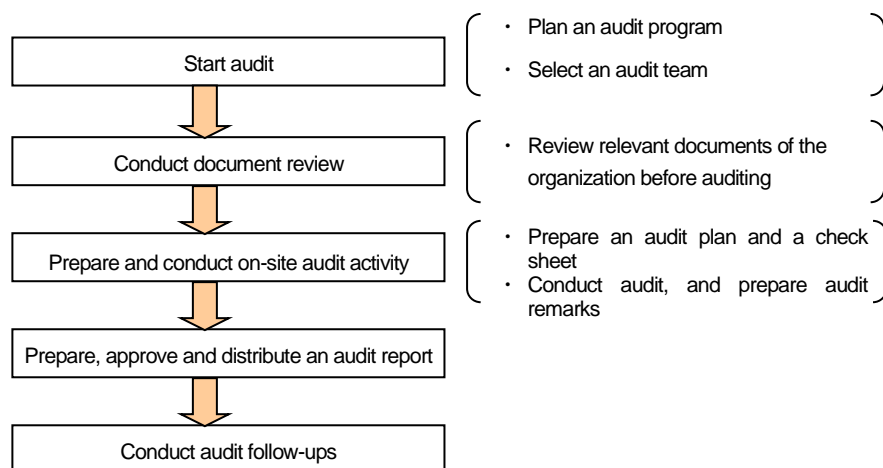 Start audit
・ Plan an audit program
・ Select an audit team
Conduct document review
・ Review relevant documents of the
organization before auditing
Prepare and conduct on-site audit activity
・ Prepare an audit plan and a check
sheet
・ Conduct audit, and prepare audit
remarks
Prepare, approve and distribute an audit report
Conduct audit follow-ups